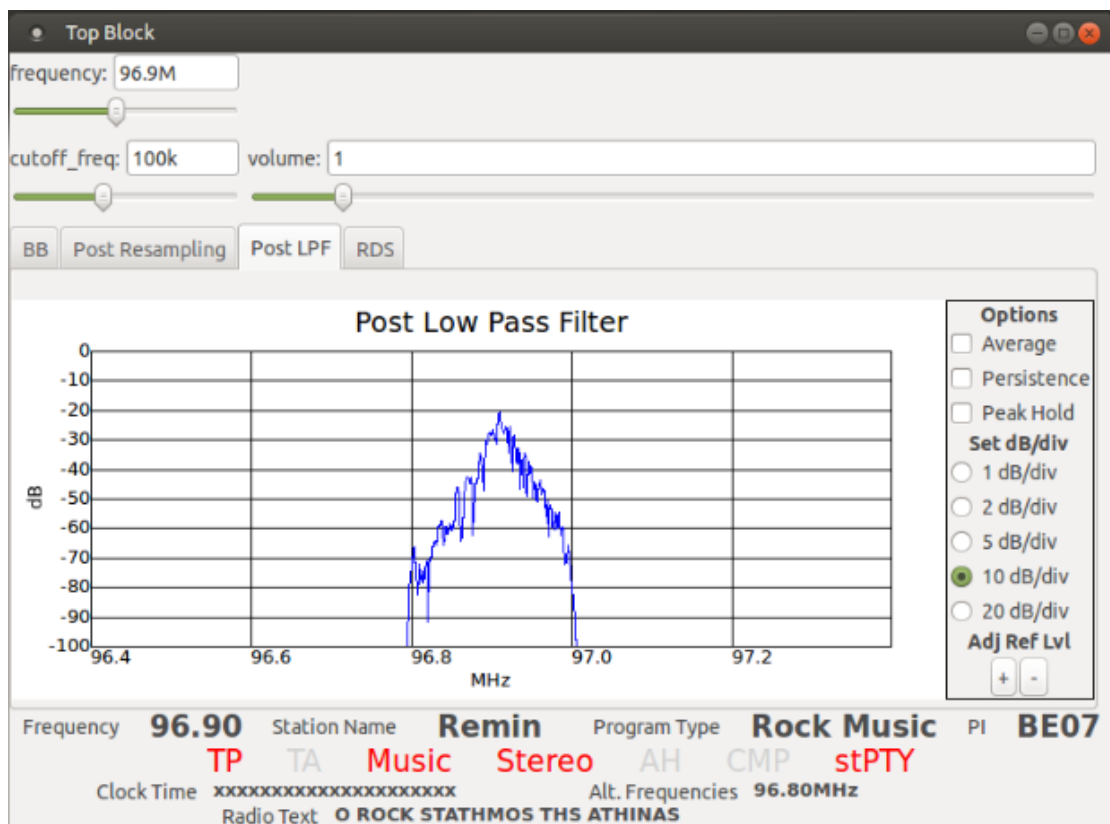 Top Block
frequency: 96.9M
cutoff_freq: 100k volume: 1
BB Post Resampling Post LPF RDS
Post Low Pass Filter
0
-10
-20
-30
-40
-50
-60
-70
-80
-90
-100
dB
96.4 96.6 96.8 97.0 97.2
MHz
Options
Average
Persistence
Peak Hold
Set dB/div
1 dB/div
2 dB/div
5 dB/div
10 dB/div
20 dB/div
Adj Ref Lvl
+ -
Frequency 96.90 Station Name Remin Program Type Rock Music PI BE07
TP TA Music Stereo AH CMP stPTY
Clock Time xxxxxxxxxxxxxxxxxxxxx Alt. Frequencies 96.80MHz
Radio Text O ROCK STATHMOS THS ATHINAS